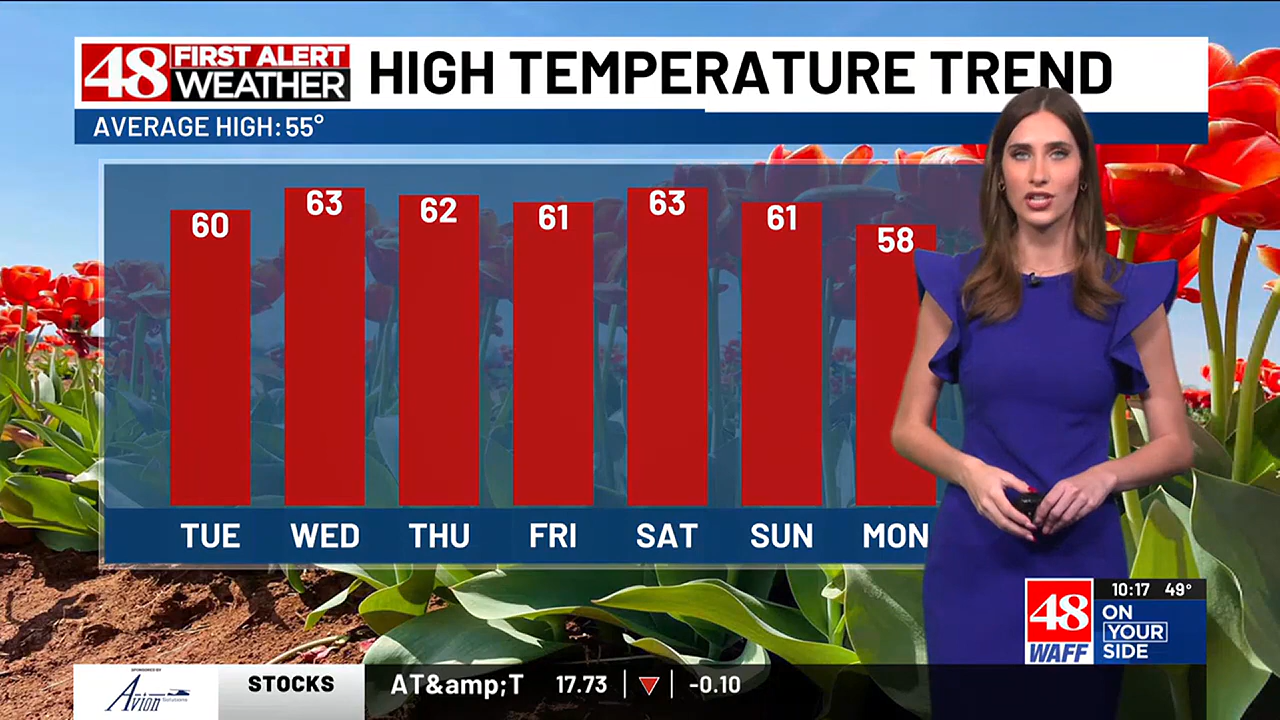 48 FIRST ALERT WEATHER
HIGH TEMPERATURE TREND
AVERAGE HIGH: 55°
60 63 62 61 63 61 58
TUE WED THU FRI SAT SUN MON
10:17 49°
48 WAFF
ON YOUR SIDE
SPONSORED BY
Avion Solutions
STOCKS
AT&amp;T 17.73 -0.10